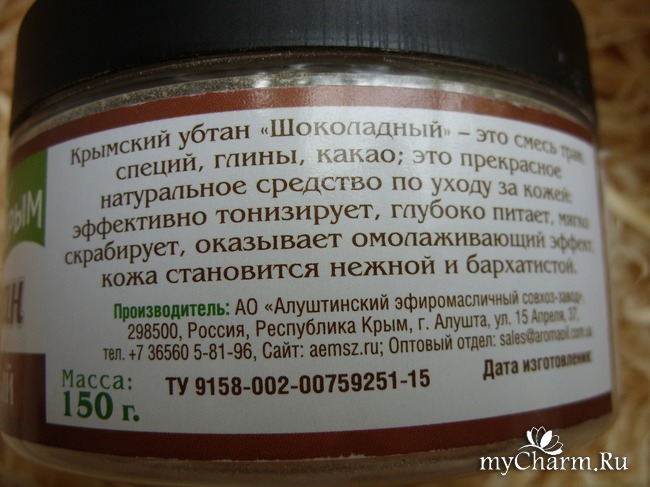 Крымский убтан «Шоколадный» – это смесь трав,
специй, глины, какао; это прекрасное
натуральное средство по уходу за кожей:
эффективно тонизирует, глубоко питает, мягко
скрабирует, оказывает омолаживающий эффект,
кожа становится нежной и бархатистой.
Производитель: АО «Алуштинский эфиромасличный совхоз-завод»,
298500, Россия, Республика Крым, г. Алушта, ул. 15 Апреля, 37,
тел. +7 36560 5-81-96, Сайт: aemsz.ru; Оптовый отдел: sales@aromaoil.com.ua
Дата изготовления:
Масса:
150 г.
ТУ 9158-002-00759251-15
myCharm.Ru